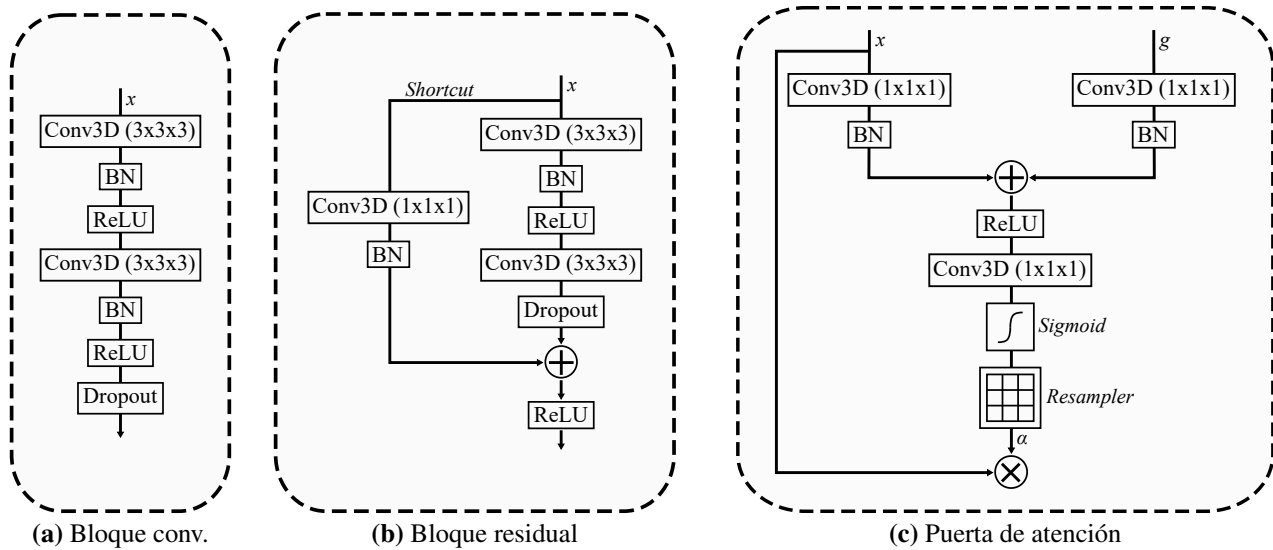 x
Conv3D (3x3x3)
BN
ReLU
Conv3D (3x3x3)
BN
ReLU
Dropout
(a) Bloque conv.
Shortcut
x
Conv3D (3x3x3)
BN
ReLU
Conv3D (3x3x3)
Dropout
Conv3D (1x1x1)
BN
ReLU
(b) Bloque residual
x
g
Conv3D (1x1x1)
Conv3D (1x1x1)
BN
BN
ReLU
Conv3D (1x1x1)
Sigmoid
Resampler
α
(c) Puerta de atención